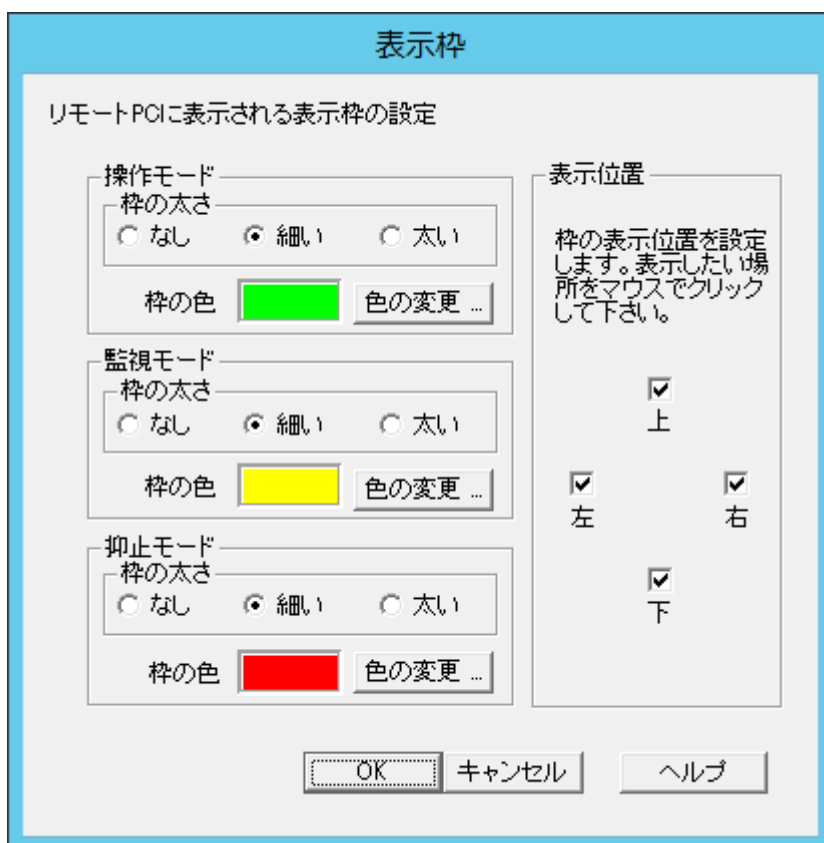 表示枠
リモートPCに表示される表示枠の設定
操作モード
枠の太さ
なし 細い 太い
枠の色 色の変更 ...
監視モード
枠の太さ
なし 細い 太い
枠の色 色の変更 ...
抑止モード
枠の太さ
なし 細い 太い
枠の色 色の変更 ...
表示位置
枠の表示位置を設定
します。表示したい場
所をマウスでクリック
して下さい。
上
左 右
下
OK キャンセル ヘルプ